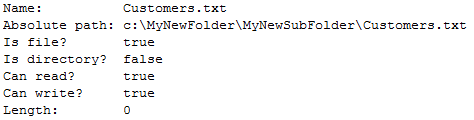 Name: Customers.txt
Absolute path: c:\MyNewFolder\MyNewSubFolder\Customers.txt
Is file? true
Is directory? false
Can read? true
Can write? true
Length: 0